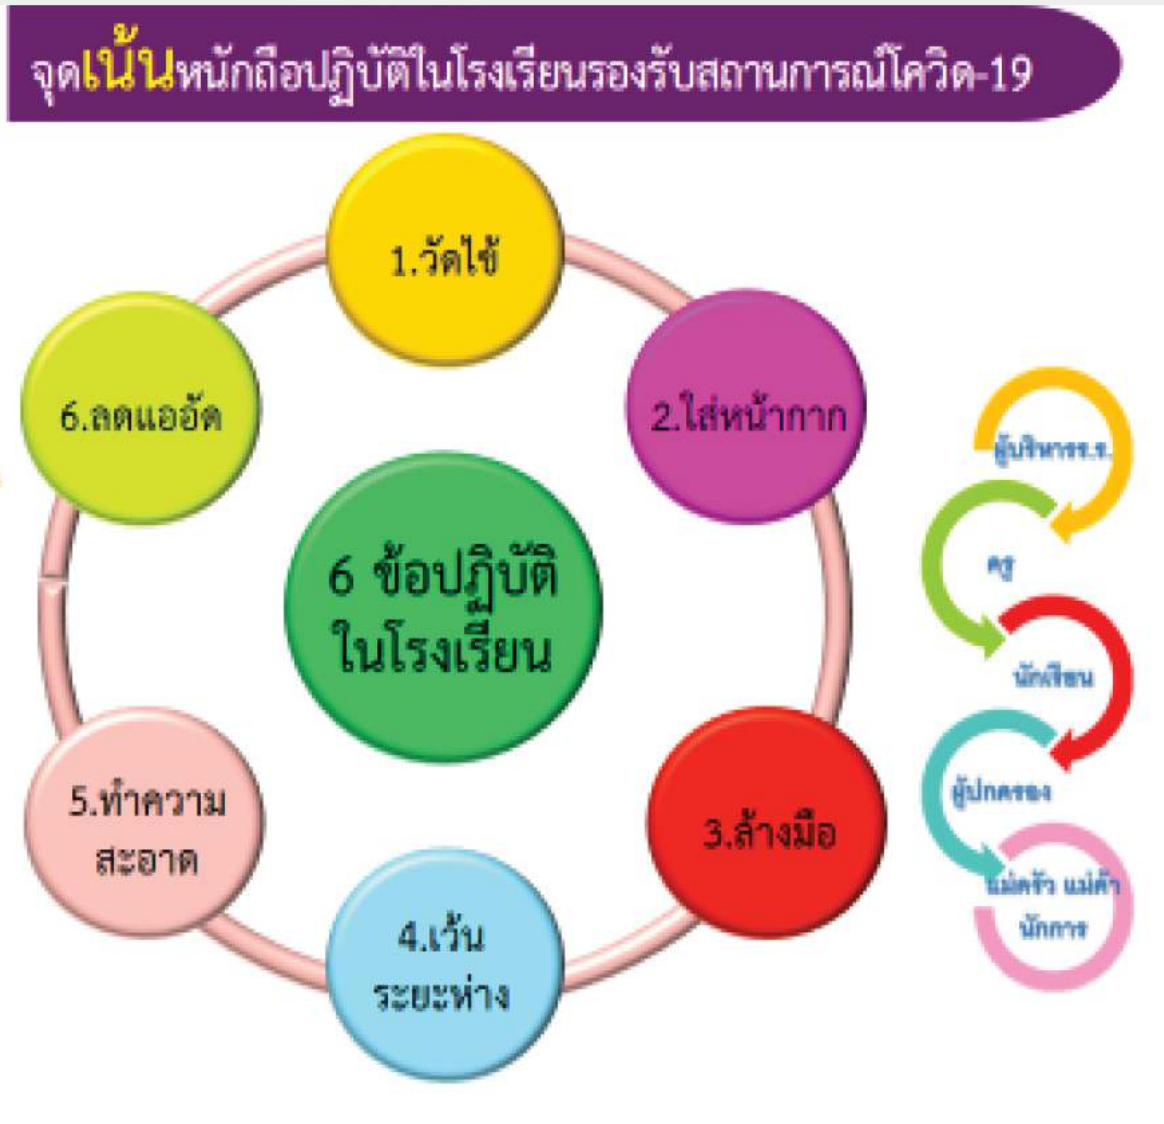 จุดเน้นหนักถือปฏิบัติในโรงเรียนรองรับสถานการณ์โควิด-19
1.วัดไข้
2.ใส่หน้ากาก
3.ล้างมือ
4.เว้น
ระยะห่าง
5.ทำความ
สะอาด
6.ลดแออัด
6 ข้อปฏิบัติ
ในโรงเรียน
ผู้บริหารร.ร.
ครู
นักเรียน
ผู้ปกครอง
แม่ครัว แม่ค้า
นักการ